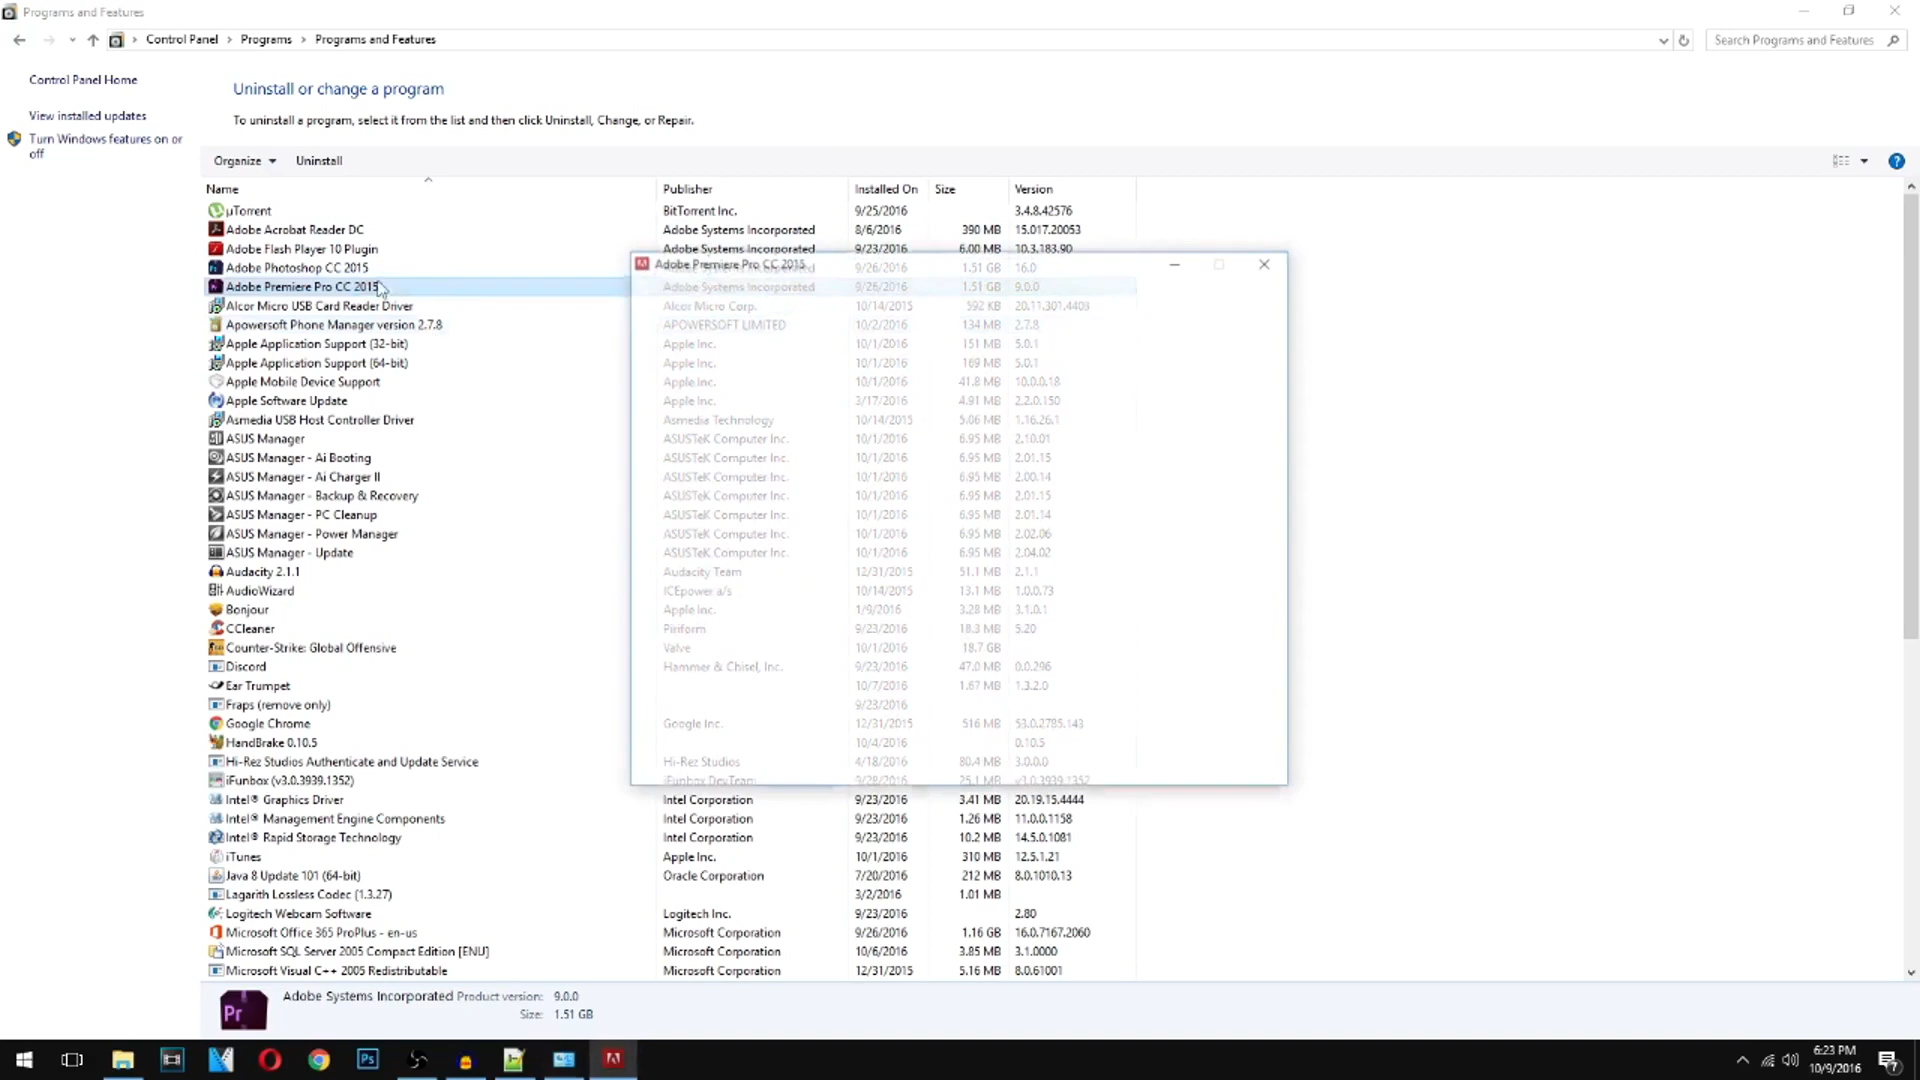 Programs and Features
Control Panel Programs Programs and Features
Search Programs and Features
Control Panel Home
Uninstall or change a program
View installed updates
To uninstall a program, select it from the list and then click Uninstall, Change, or Repair.
Turn Windows features on or
off
Organize Uninstall
Name Publisher Installed On Size Version
µTorrent BitTorrent Inc. 9/25/2016 3.4.8.42576
Adobe Acrobat Reader DC Adobe Systems Incorporated 8/6/2016 390 MB 15.017.20053
Adobe Flash Player 10 Plugin Adobe Systems Incorporated 9/23/2016 6.00 MB 10.3.183.90
Adobe Premiere Pro CC 2015
Adobe Photoshop CC 2015 Adobe Systems Incorporated 9/26/2016 1.51 GB 16.0
Adobe Premiere Pro CC 2015 Adobe Systems Incorporated 9/26/2016 1.51 GB 9.0.0
Alcor Micro USB Card Reader Driver Alcor Micro Corp. 10/14/2015 592 KB 20.11.301.4403
Apowersoft Phone Manager version 2.7.8 APOWERSOFT LIMITED 10/2/2016 134 MB 2.7.8
Apple Application Support (32-bit) Apple Inc. 10/1/2016 151 MB 5.0.1
Apple Application Support (64-bit) Apple Inc. 10/1/2016 169 MB 5.0.1
Apple Mobile Device Support Apple Inc. 10/1/2016 41.8 MB 10.0.0.18
Apple Software Update Apple Inc. 3/17/2016 4.91 MB 2.2.0.150
Asmedia USB Host Controller Driver Asmedia Technology 10/14/2015 5.06 MB 1.16.26.1
ASUS Manager ASUSTeK Computer Inc. 10/1/2016 6.95 MB 2.10.01
ASUS Manager - Ai Booting ASUSTeK Computer Inc. 10/1/2016 6.95 MB 2.01.15
ASUS Manager - Ai Charger II ASUSTeK Computer Inc. 10/1/2016 6.95 MB 2.00.14
ASUS Manager - Backup & Recovery ASUSTeK Computer Inc. 10/1/2016 6.95 MB 2.01.15
ASUS Manager - PC Cleanup ASUSTeK Computer Inc. 10/1/2016 6.95 MB 2.01.14
ASUS Manager - Power Manager ASUSTeK Computer Inc. 10/1/2016 6.95 MB 2.02.06
ASUS Manager - Update ASUSTeK Computer Inc. 10/1/2016 6.95 MB 2.04.02
Audacity 2.1.1 Audacity Team 12/31/2015 51.1 MB 2.1.1
AudioWizard ICEpower a/s 10/14/2015 13.1 MB 1.0.0.73
Bonjour Apple Inc. 1/9/2016 3.28 MB 3.1.0.1
CCleaner Piriform 9/23/2016 18.3 MB 5.20
Counter-Strike: Global Offensive Valve 10/1/2016 18.7 GB
Discord Hammer & Chisel, Inc. 9/23/2016 47.0 MB 0.0.296
Ear Trumpet 10/7/2016 1.67 MB 1.3.2.0
Fraps (remove only) 9/23/2016
Google Chrome Google Inc. 12/31/2015 516 MB 53.0.2785.143
HandBrake 0.10.5 10/4/2016 0.10.5
Hi-Rez Studios Authenticate and Update Service Hi-Rez Studios 4/18/2016 80.4 MB 3.0.0.0
iFunbox (v3.0.3939.1352) iFunbox DevTeam 9/28/2016 25.1 MB v3.0.3939.1352
Intel® Graphics Driver Intel Corporation 9/23/2016 3.41 MB 20.19.15.4444
Intel® Management Engine Components Intel Corporation 9/23/2016 1.26 MB 11.0.0.1158
Intel® Rapid Storage Technology Intel Corporation 9/23/2016 10.2 MB 14.5.0.1081
iTunes Apple Inc. 10/1/2016 310 MB 12.5.1.21
Java 8 Update 101 (64-bit) Oracle Corporation 7/20/2016 212 MB 8.0.1010.13
Lagarith Lossless Codec (1.3.27) 3/2/2016 1.01 MB
Logitech Webcam Software Logitech Inc. 9/23/2016 2.80
Microsoft Office 365 ProPlus - en-us Microsoft Corporation 9/26/2016 1.16 GB 16.0.7167.2060
Microsoft SQL Server 2005 Compact Edition [ENU] Microsoft Corporation 10/6/2016 3.85 MB 3.1.0000
Microsoft Visual C++ 2005 Redistributable Microsoft Corporation 12/31/2015 5.16 MB 8.0.61001
Pr
Adobe Systems Incorporated Product version: 9.0.0
Size: 1.51 GB
Ps
6:23 PM
10/9/2016
7